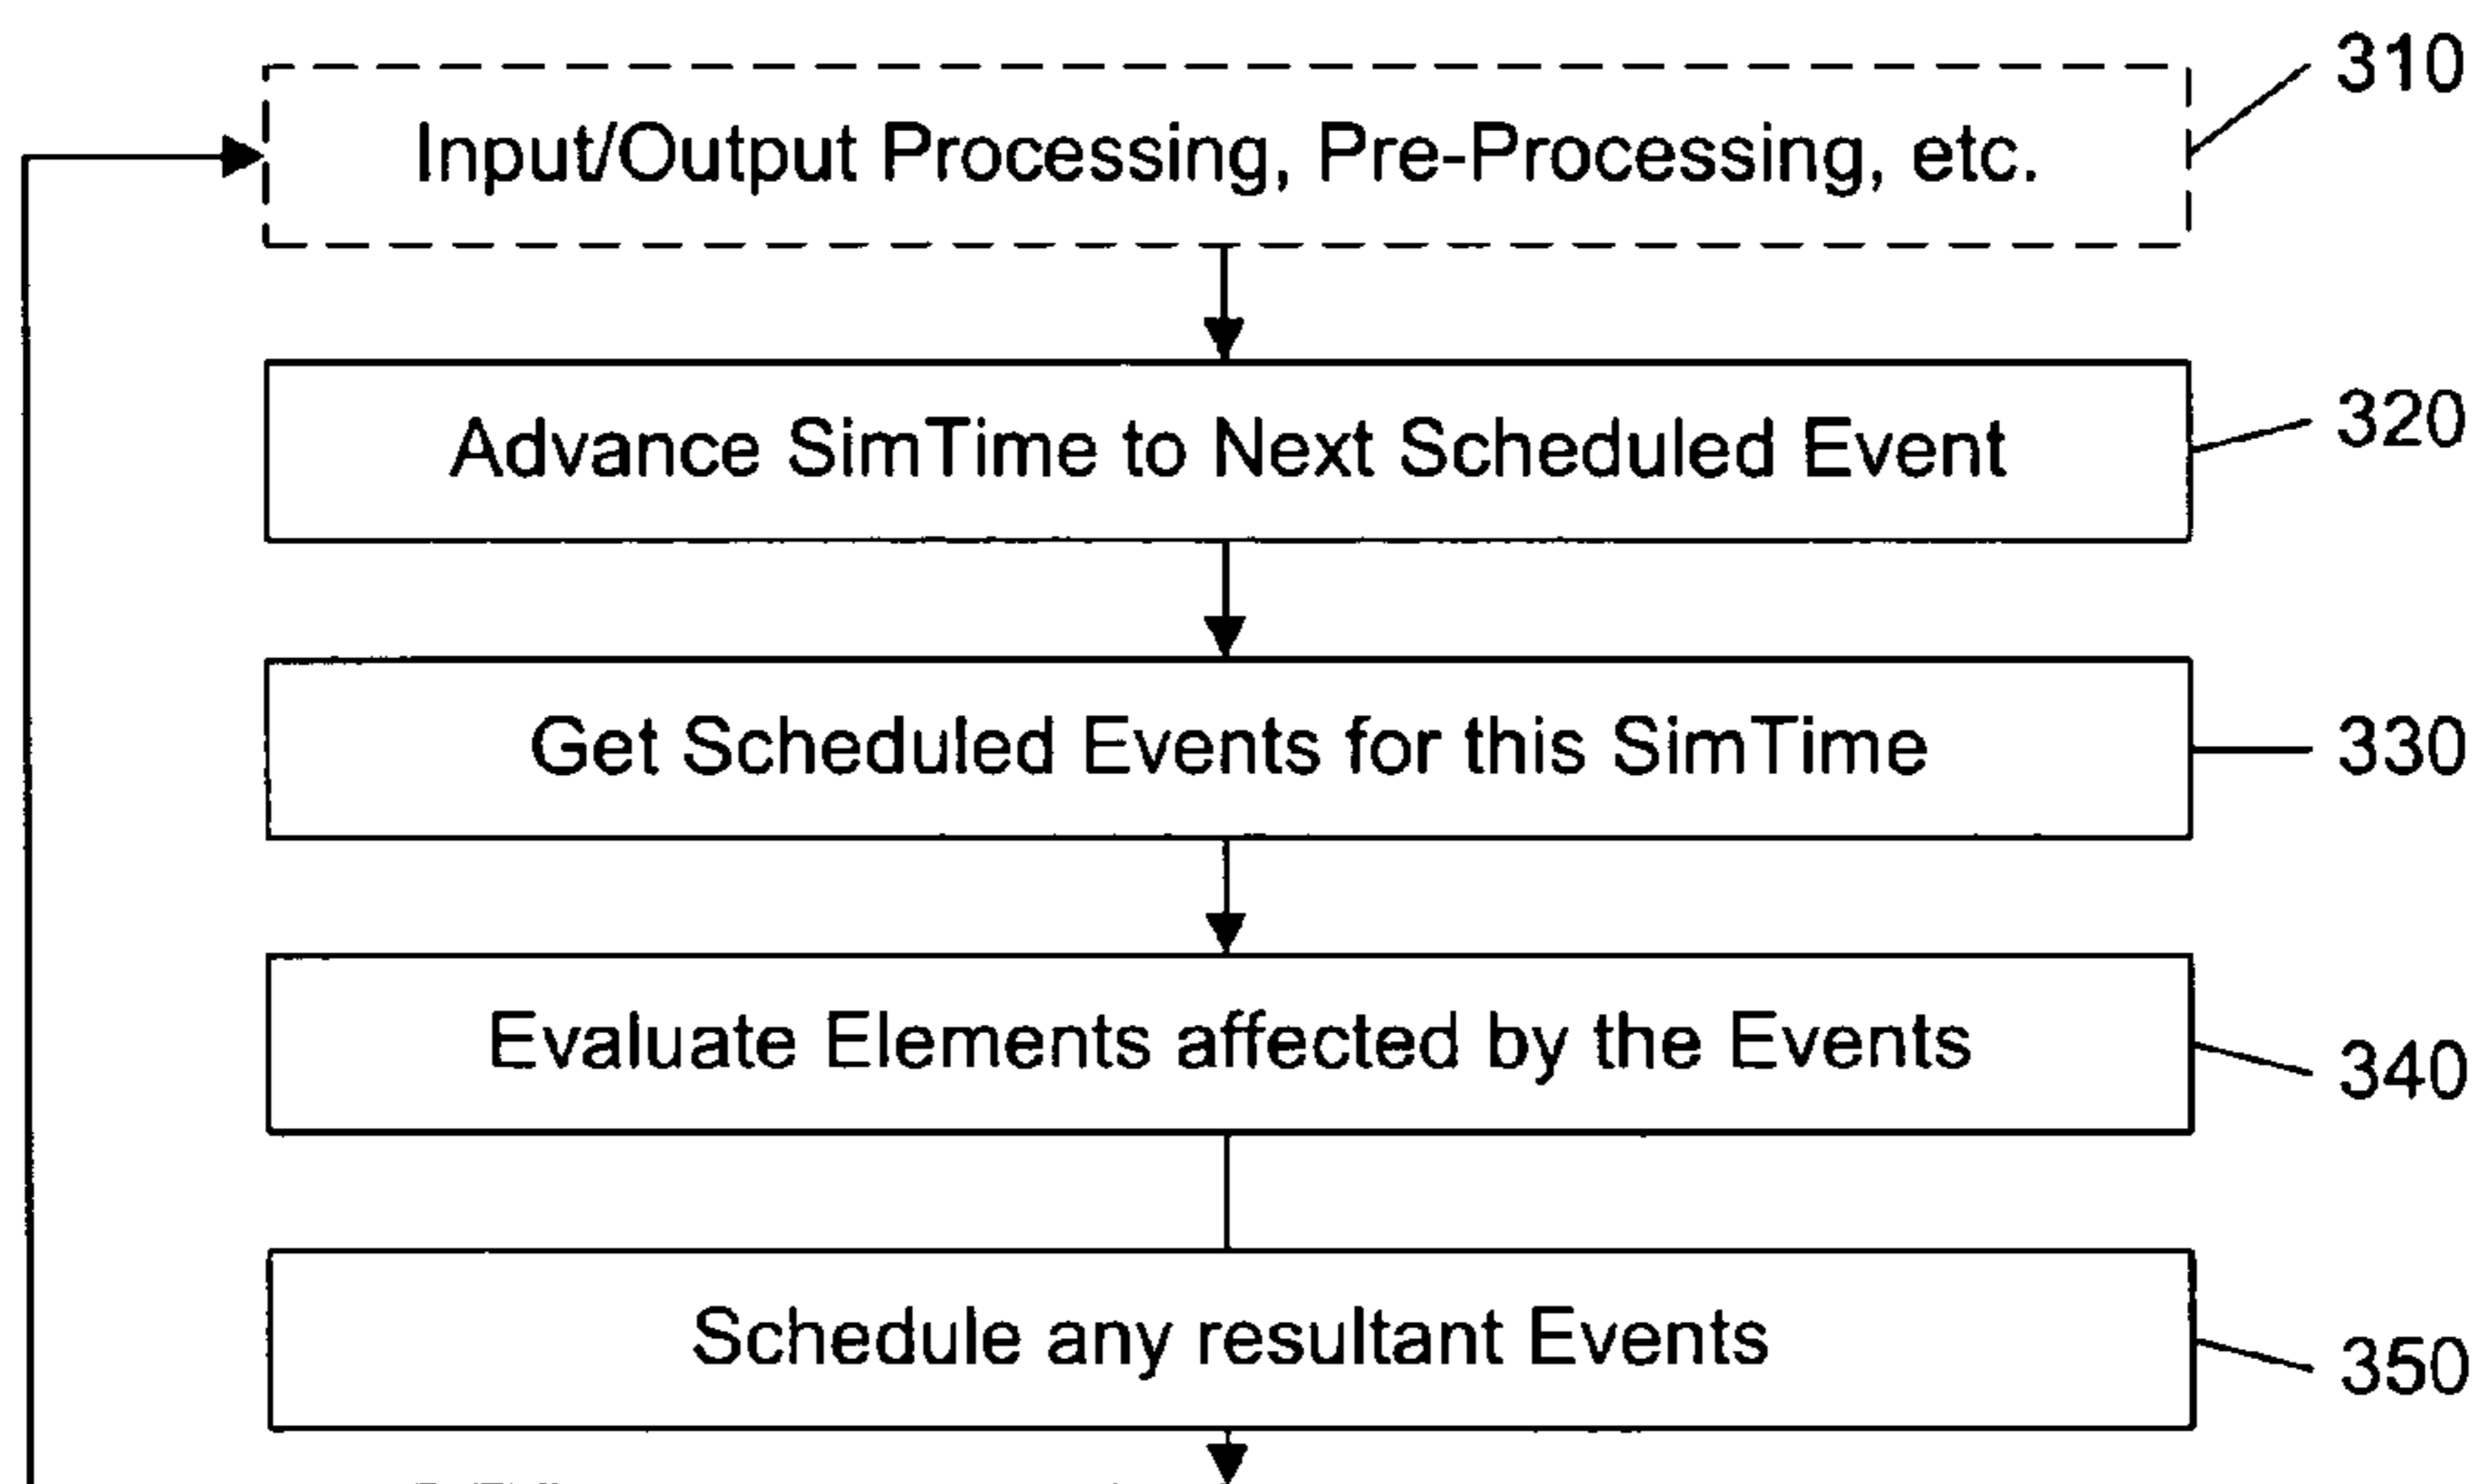 310
Input/Output Processing, Pre-Processing, etc.
Advance SimTime to Next Scheduled Event
320
Get Scheduled Events for this SimTime
330
Evaluate Elements affected by the Events
340
Schedule any resultant Events
350